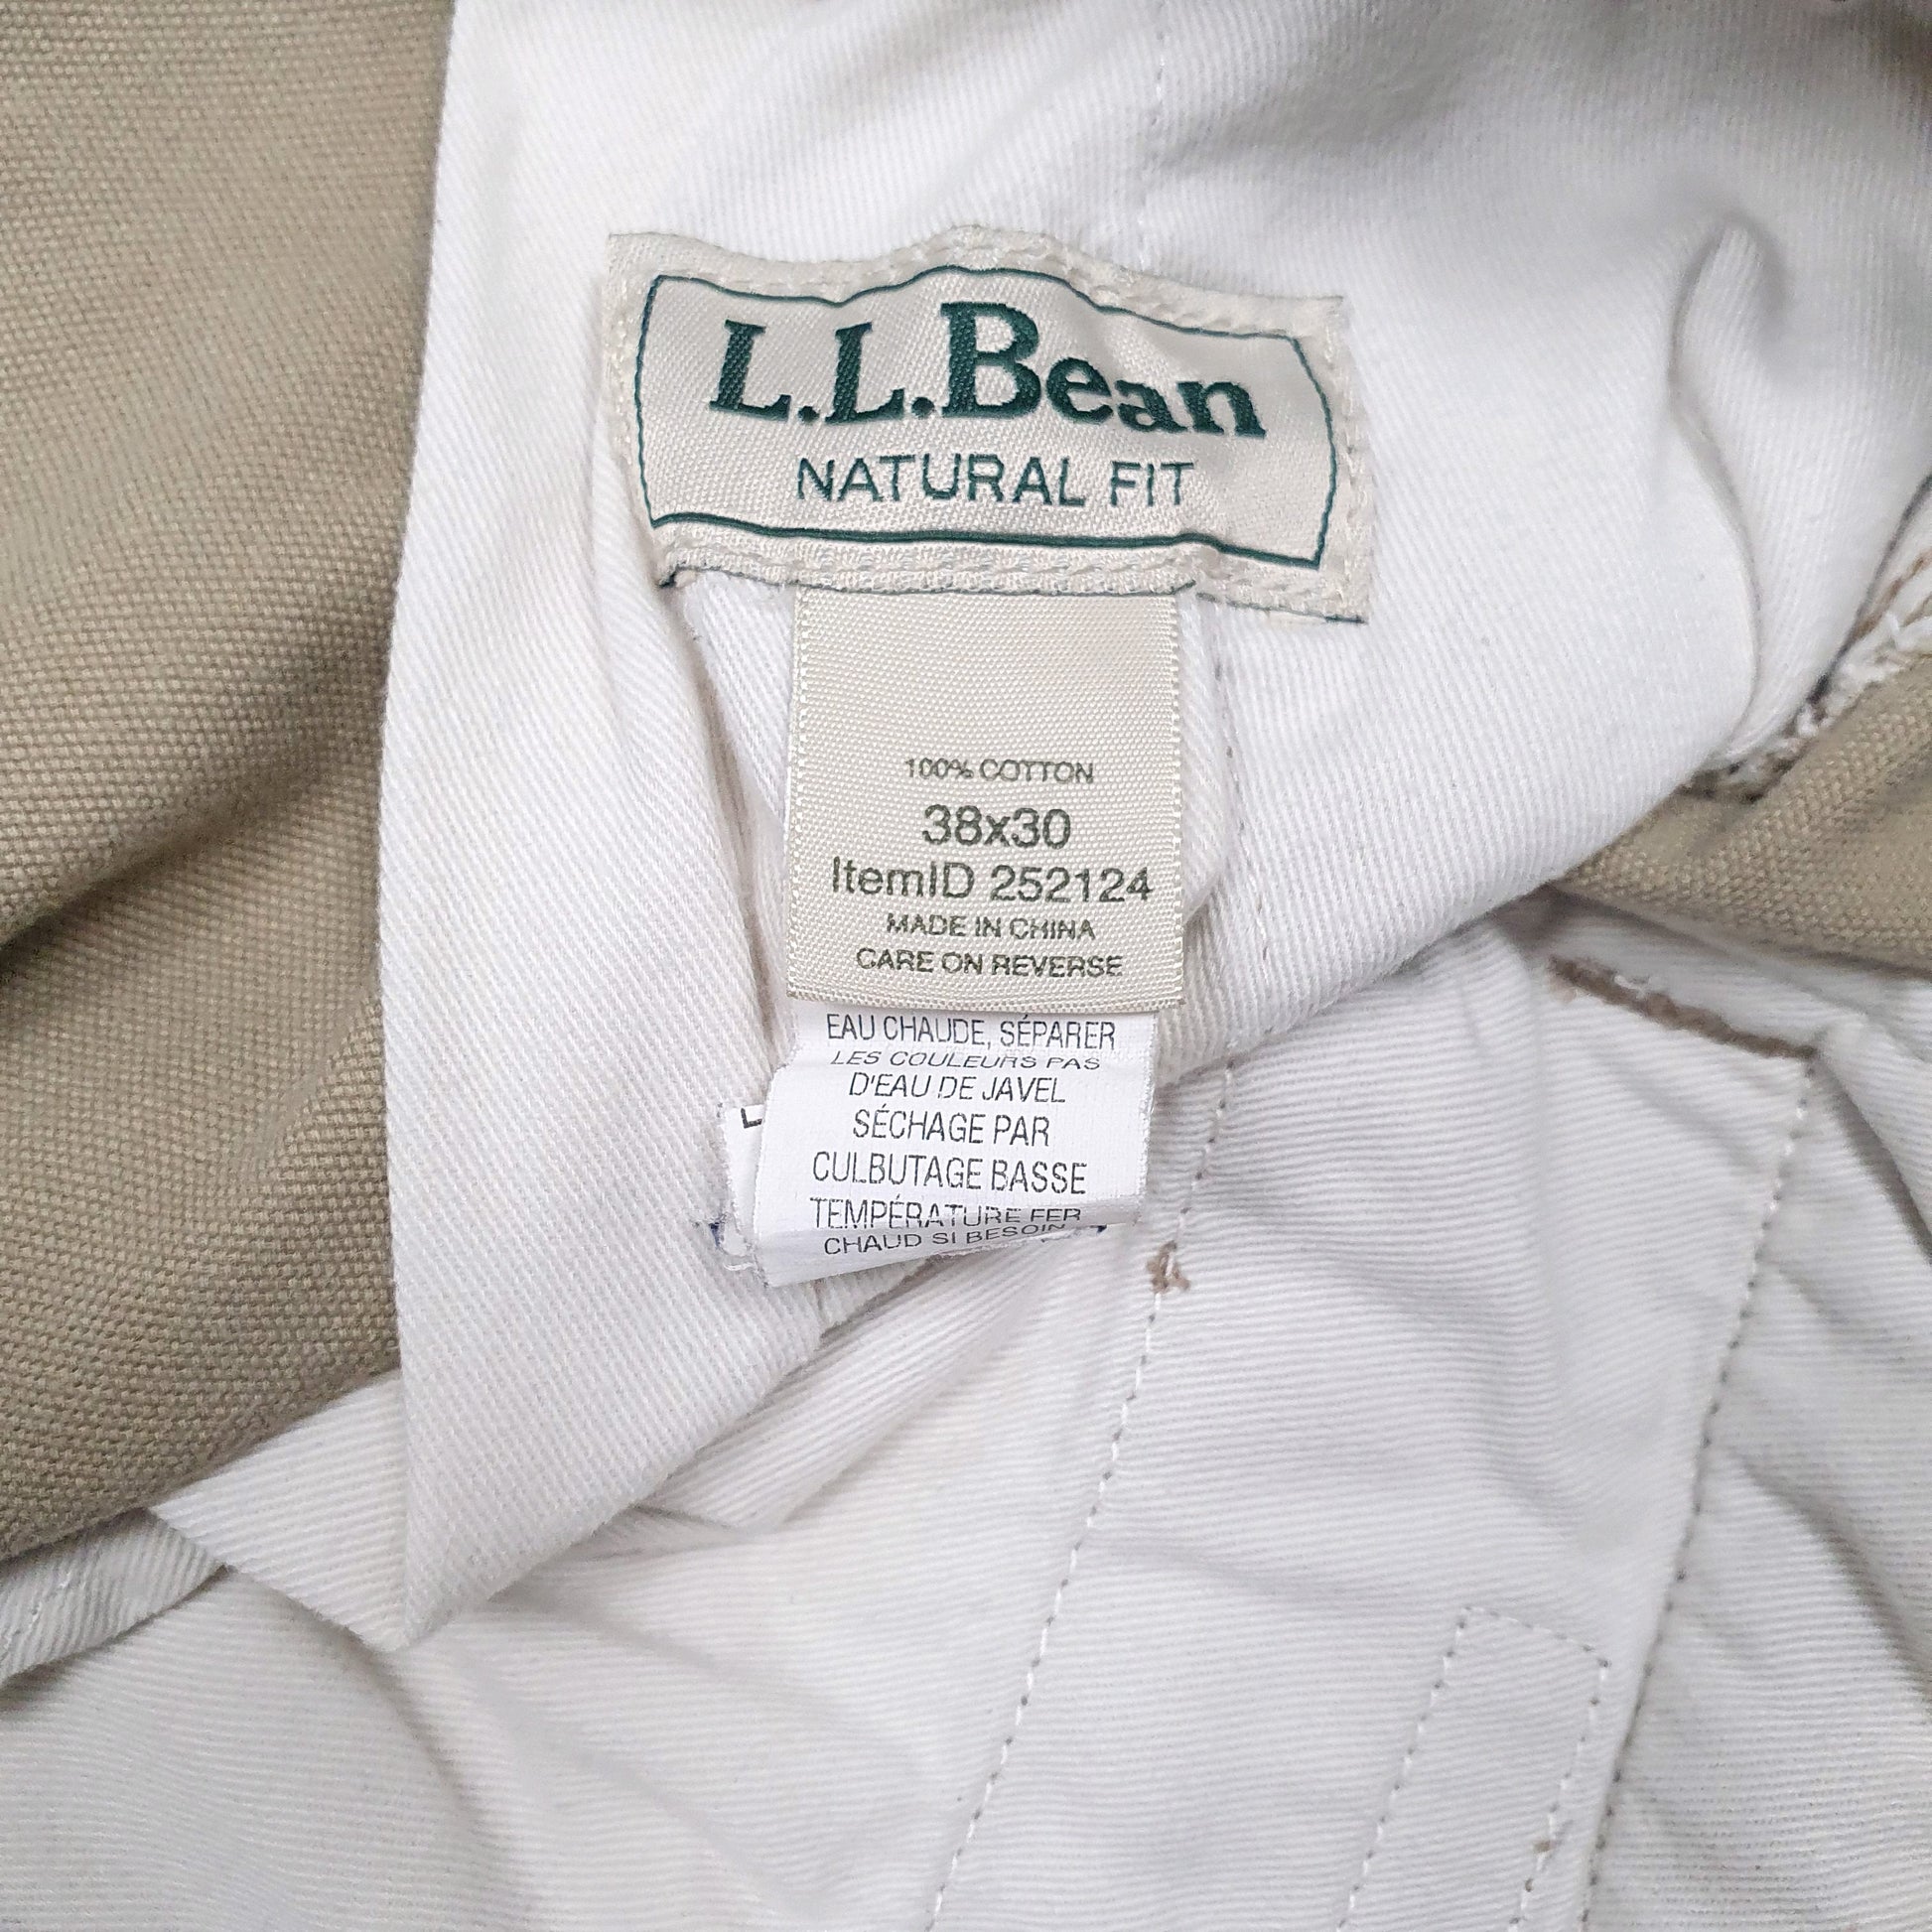 L.L.Bean
NATURAL FIT
100% COTTON
38x30
ItemID 252124
MADE IN CHINA
CARE ON REVERSE
EAU CHAUDE, SÉPARER
LES COULEURS PAS
D'EAU DE JAVEL
SÉCHAGE PAR
CULBUTAGE BASSE
TEMPÉRATURE FER
CHAUD SI BESOIN